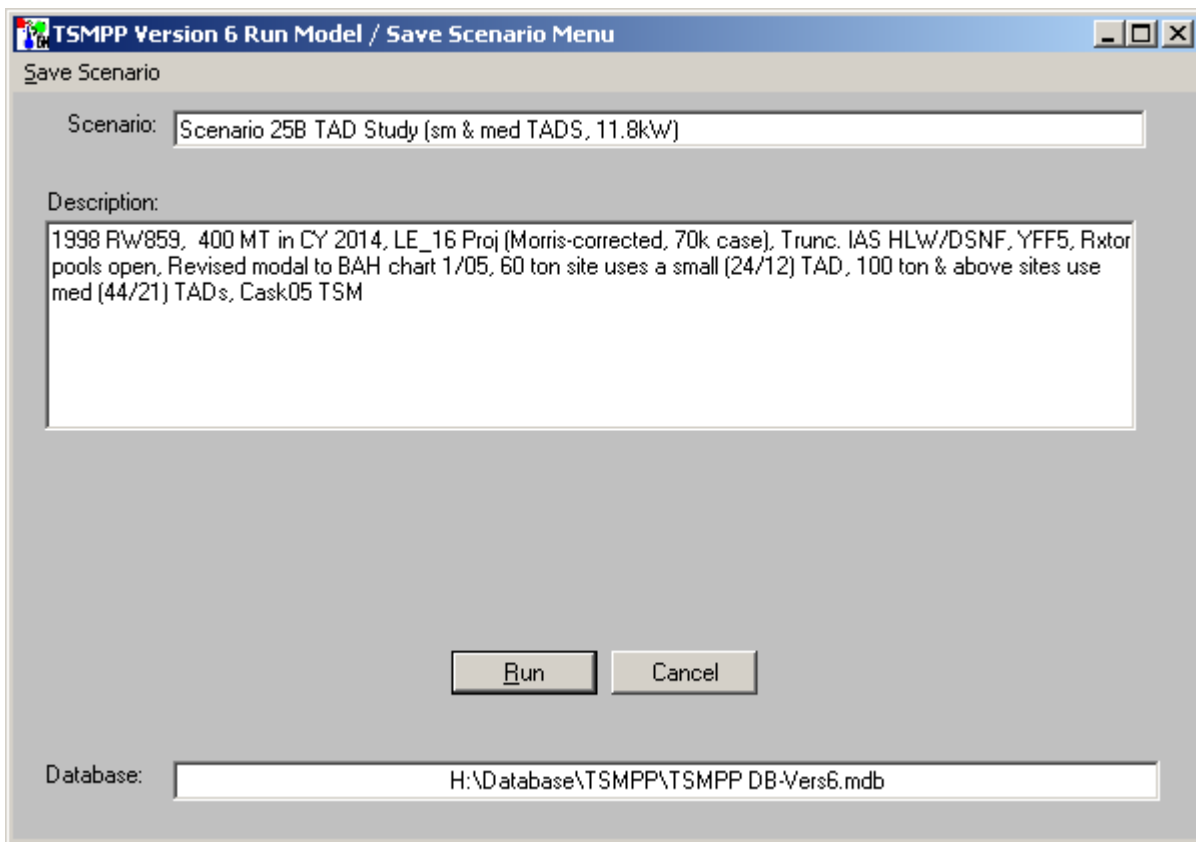 TSMPP Version 6 Run Model / Save Scenario Menu
Save Scenario
Scenario: Scenario 25B TAD Study (sm & med TADS, 11.8kW)
Description:
1998 RW859,  400 MT in CY 2014, LE_16 Proj (Morris-corrected, 70k case), Trunc. IAS HLW/DSNF, YFF5, Rxtor
pools open, Revised modal to BAH chart 1/05, 60 ton site uses a small (24/12) TAD, 100 ton & above sites use
med (44/21) TADs, Cask05 TSM
Run Cancel
Database: H:\Database\TSMPP\TSMPP DB-Vers6.mdb